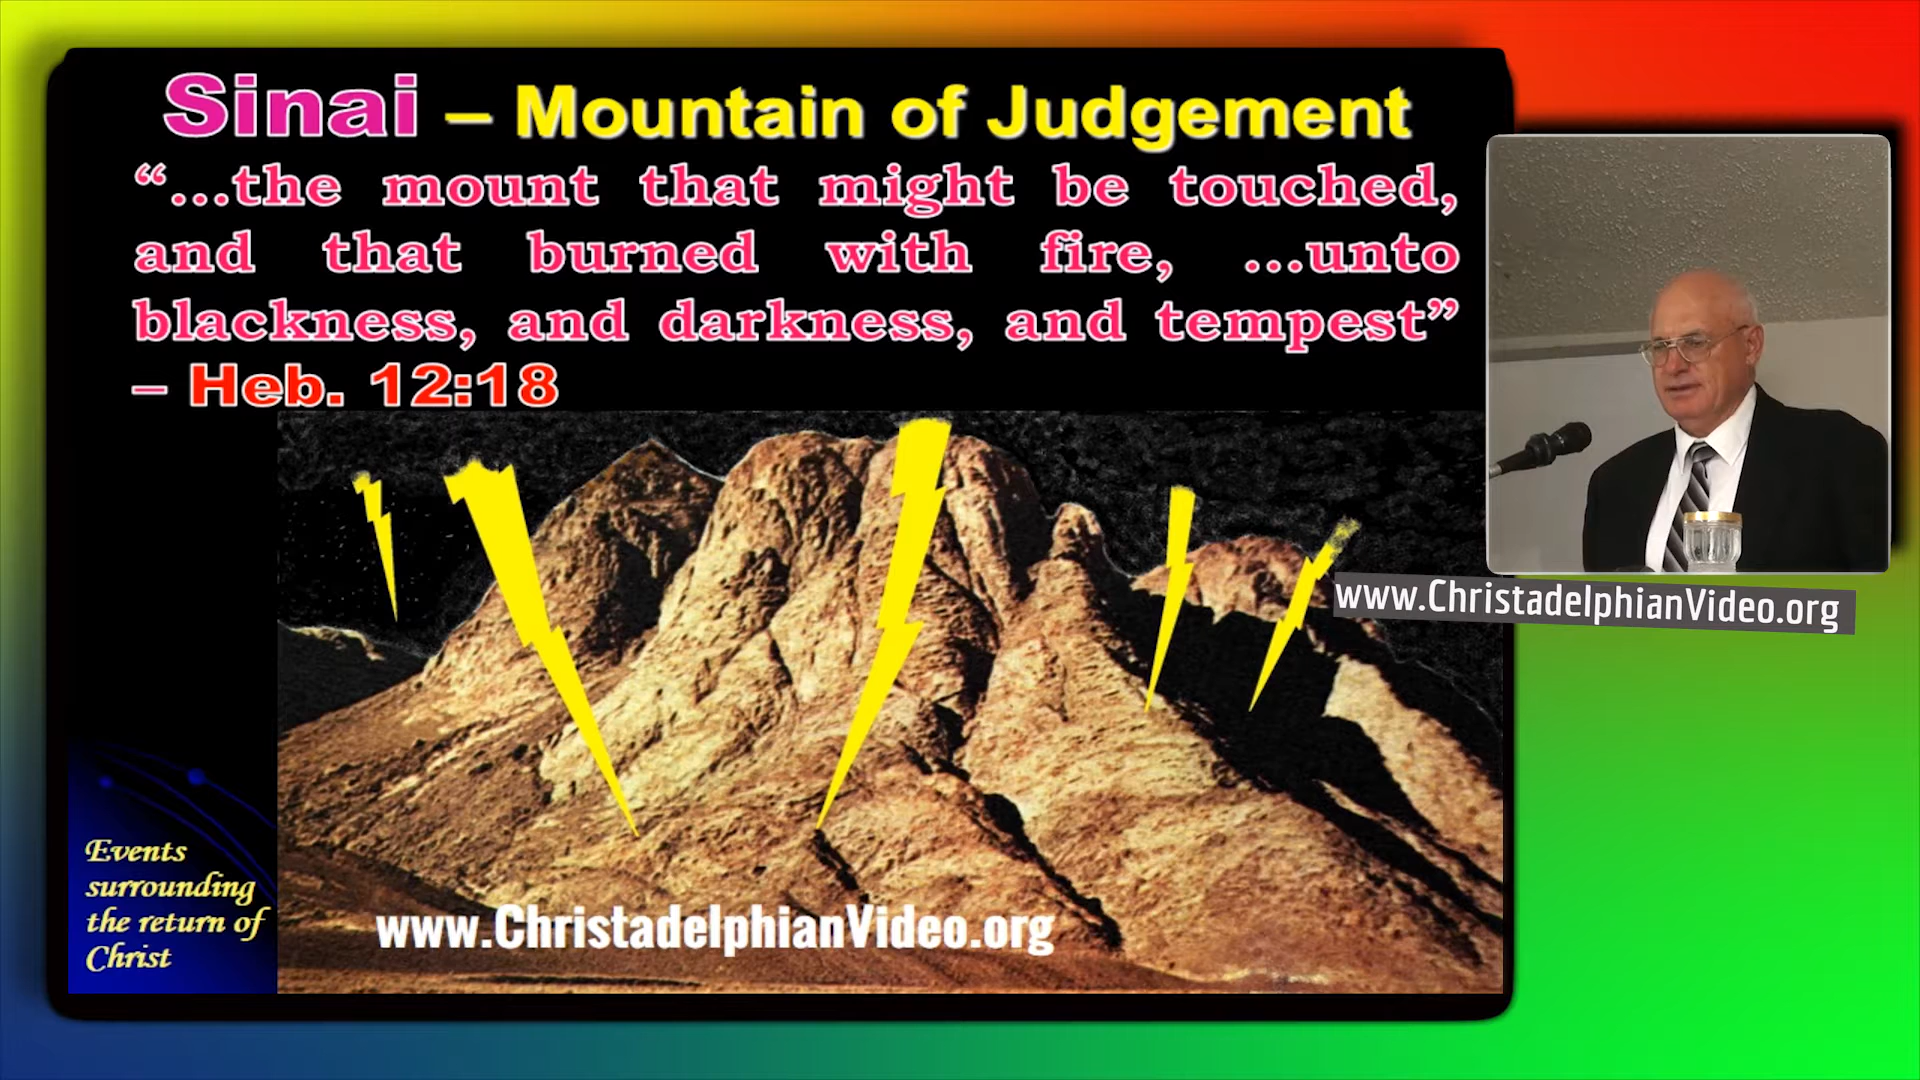 Sinai – Mountain of Judgement
“...the mount that might be touched,
and that burned with fire, ...unto
blackness, and darkness, and tempest”
– Heb. 12:18
www.ChristadelphianVideo.org
Events
surrounding
the return of
Christ
www.ChristadelphianVideo.org